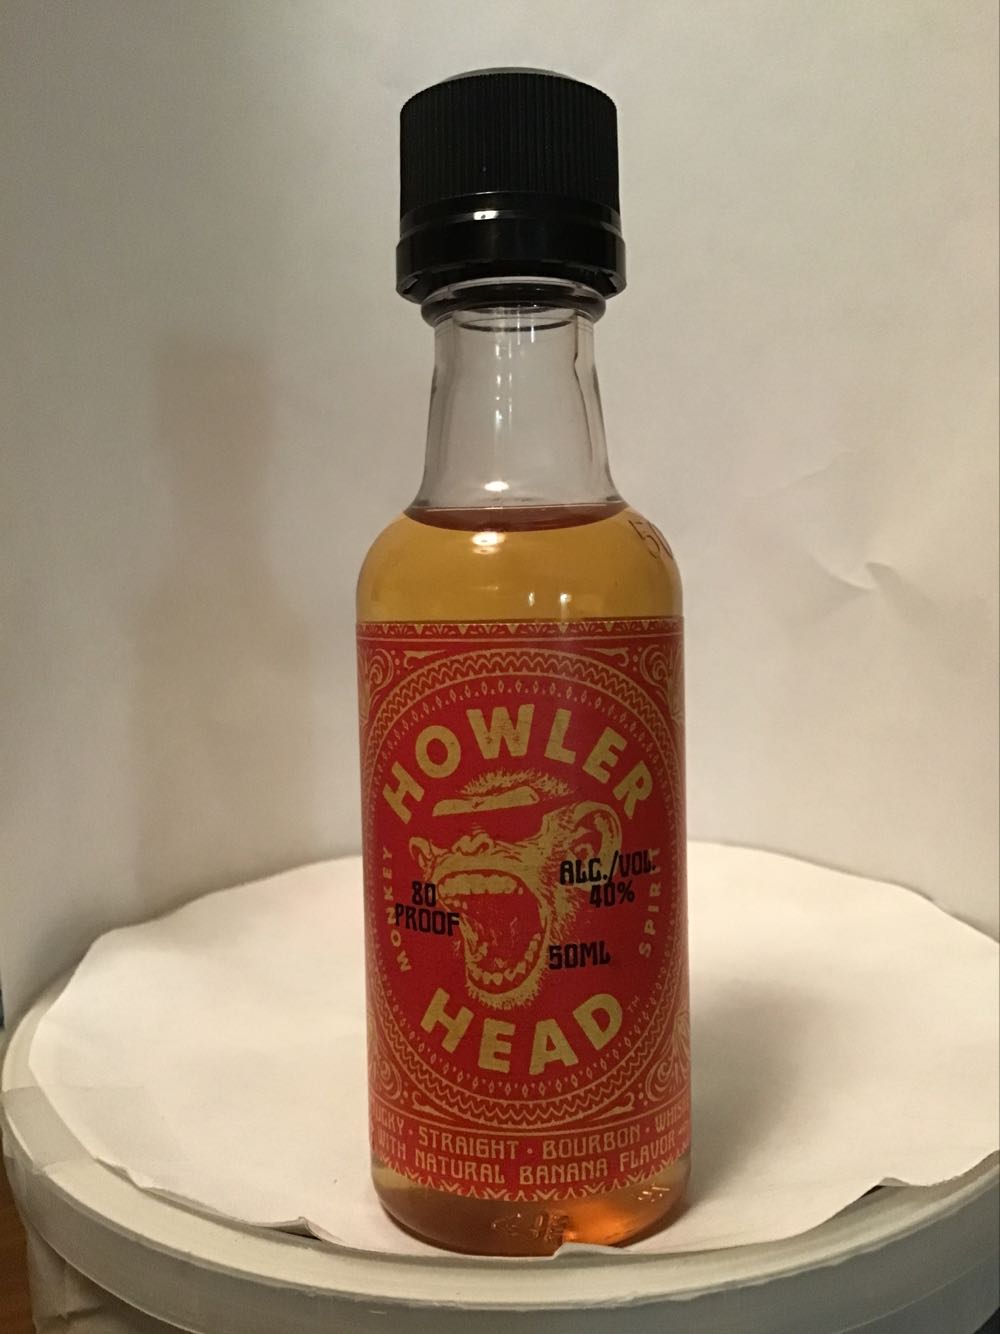 HOWLER
MONKEY
SPIRIT
80
PROOF
ALC./VOL.
40%
50ML
HEAD
STRAIGHT · BOURBON ·
WITH NATURAL BANANA FLAVOR